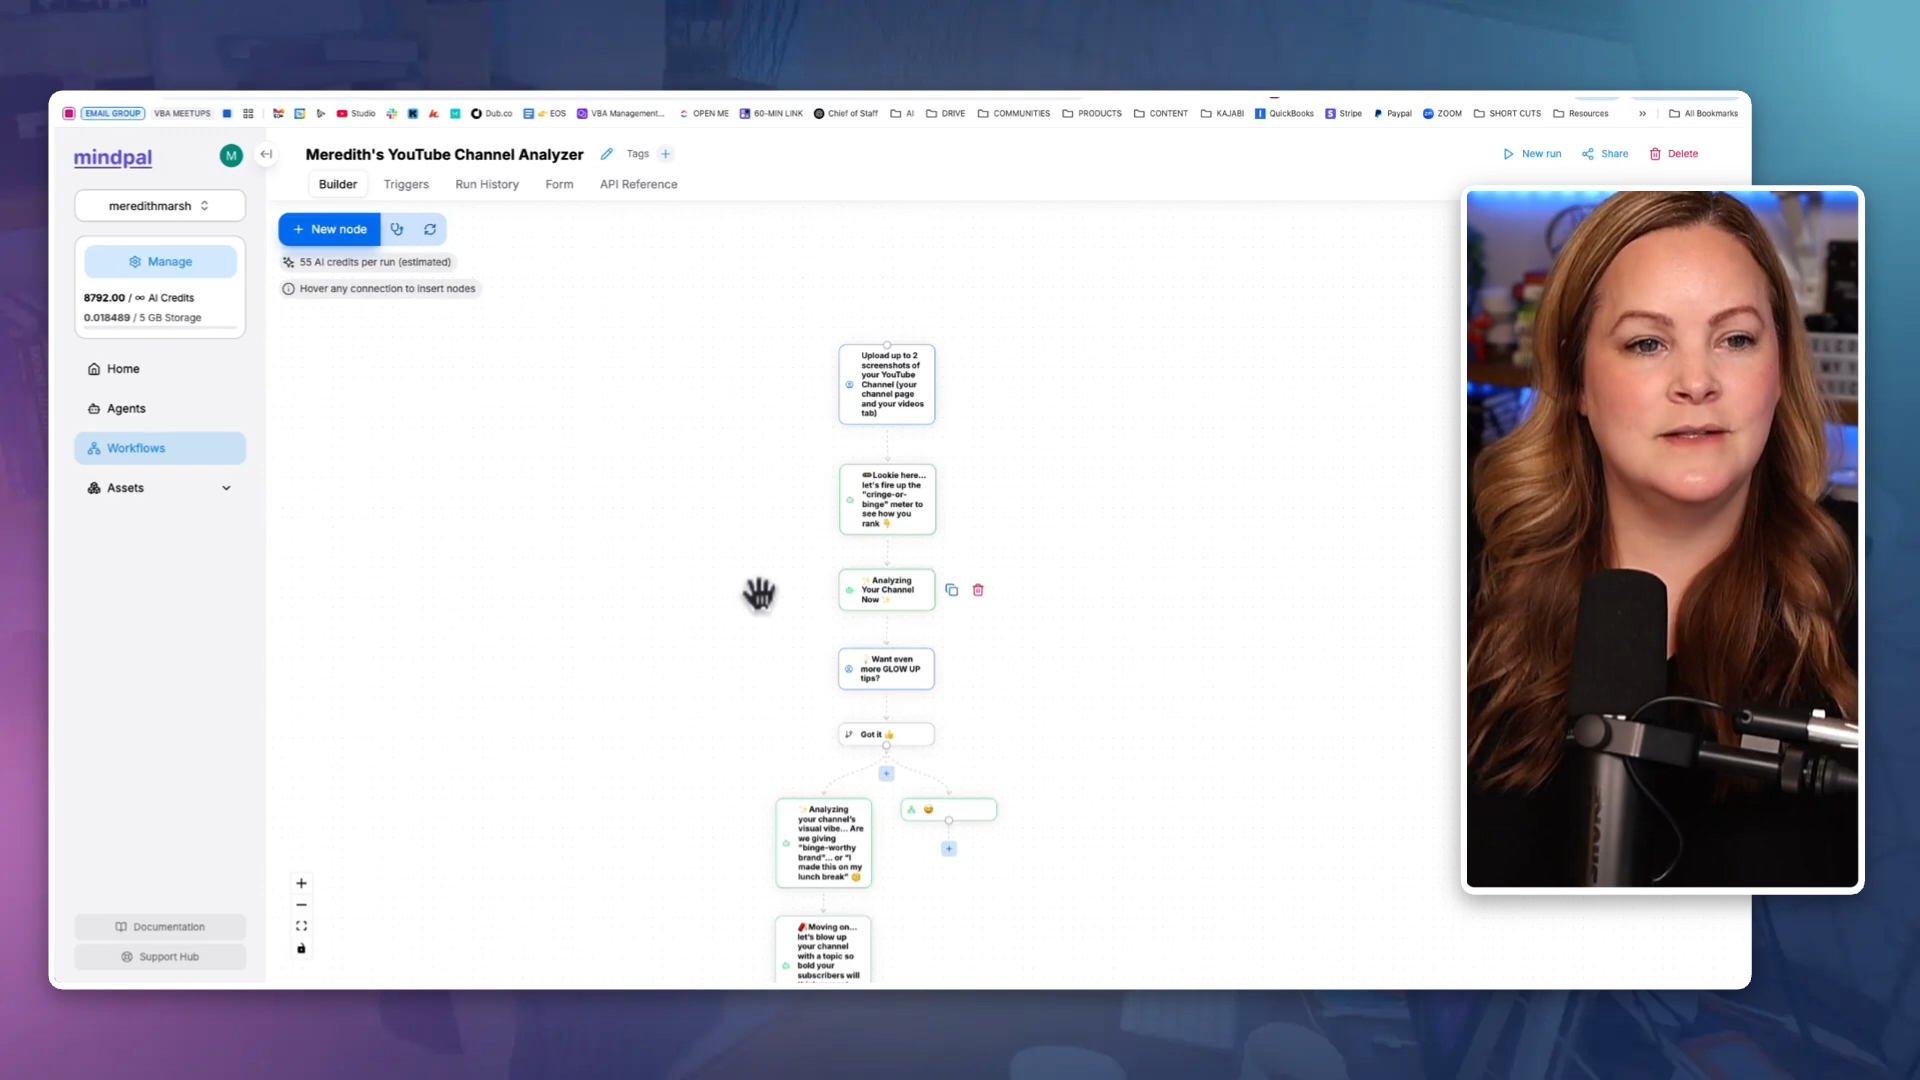 EMAIL GROUP VBA MEETUPS Studio Dub.co 👉 EOS VBA Management... OPEN ME 60-MIN LINK Chief of Staff AI DRIVE COMMUNITIES PRODUCTS CONTENT KAJABI QuickBooks Stripe Paypal ZOOM SHORT CUTS Resources » All Bookmarks
mindpal M
Meredith's YouTube Channel Analyzer Tags +
New run Share Delete
Builder Triggers Run History Form API Reference
meredithmarsh
Manage
8792.00 / ∞ AI Credits
0.018489 / 5 GB Storage
Home
Agents
Workflows
Assets
Documentation
Support Hub
+ New node
55 AI credits per run (estimated)
Hover any connection to insert nodes
Upload up to 2
screenshots of
your YouTube
Channel (your
channel page
and your videos
tab)
Lookie here...
let's fire up the
"cringe-or-
binge" meter to
see how you
rank 👇
✨Analyzing
Your Channel
Now ✨
💡Want even
more GLOW UP
tips?
Got it 👍
✨Analyzing
your channel's
visual vibe... Are
we giving
"binge-worthy
brand"... or "I
made this on my
lunch break" 🫣
😄
🧨Moving on...
let's blow up
your channel
with a topic so
bold your
subscribers will
SHURE